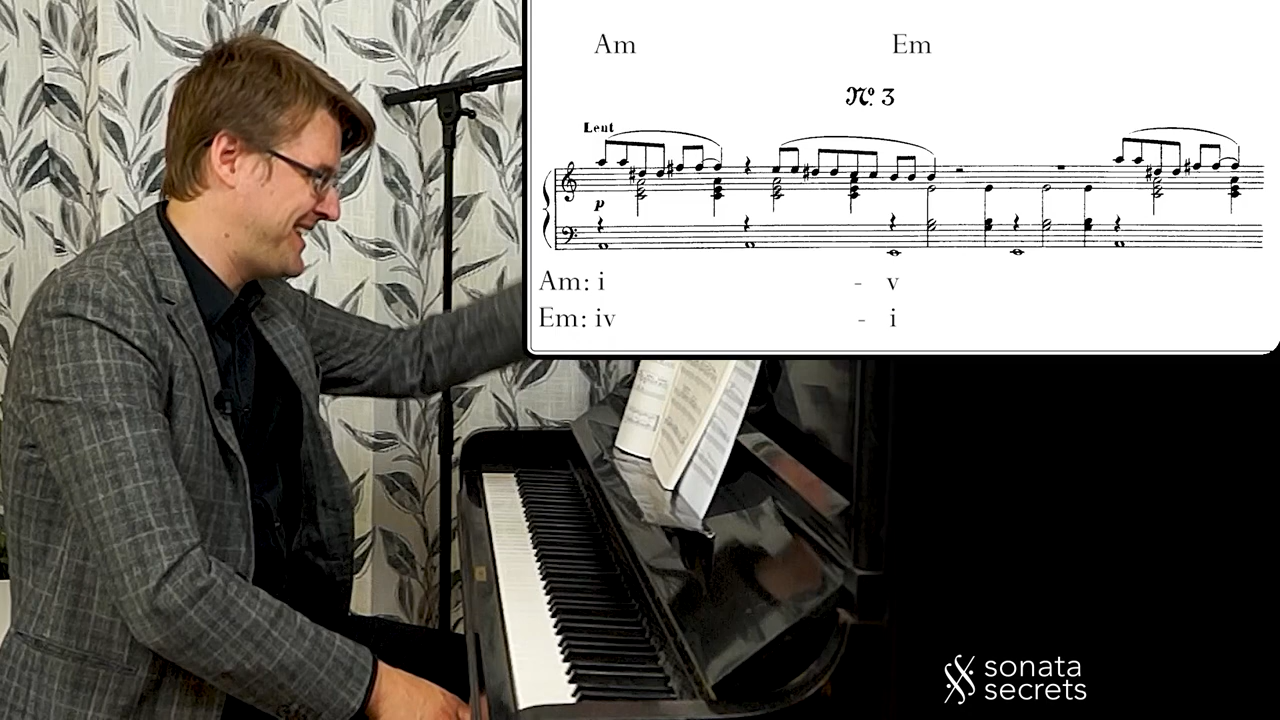 Am Em
Nº 3
Lent
p
Am: i - v
Em: iv - i
sonata
secrets